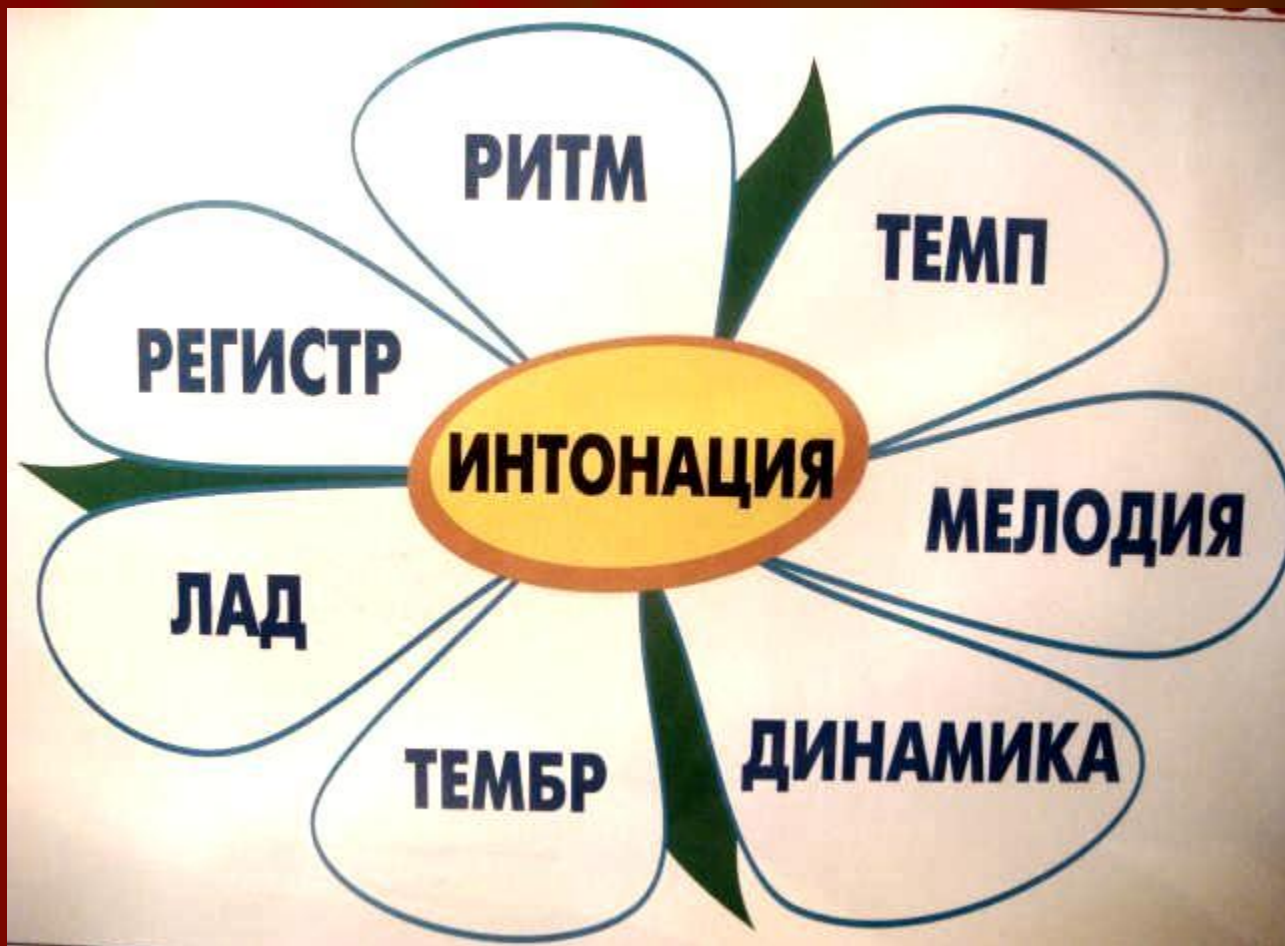 РИТМ
ТЕМП
РЕГИСТР
ИНТОНАЦИЯ
МЕЛОДИЯ
ЛАД
ТЕМБР
ДИНАМИКА